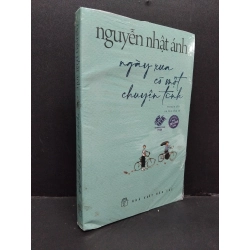 nguyễn nhật ánh
ngày xưa
có một
chuyện tình
NHÀ XUẤT BẢN TRẺ